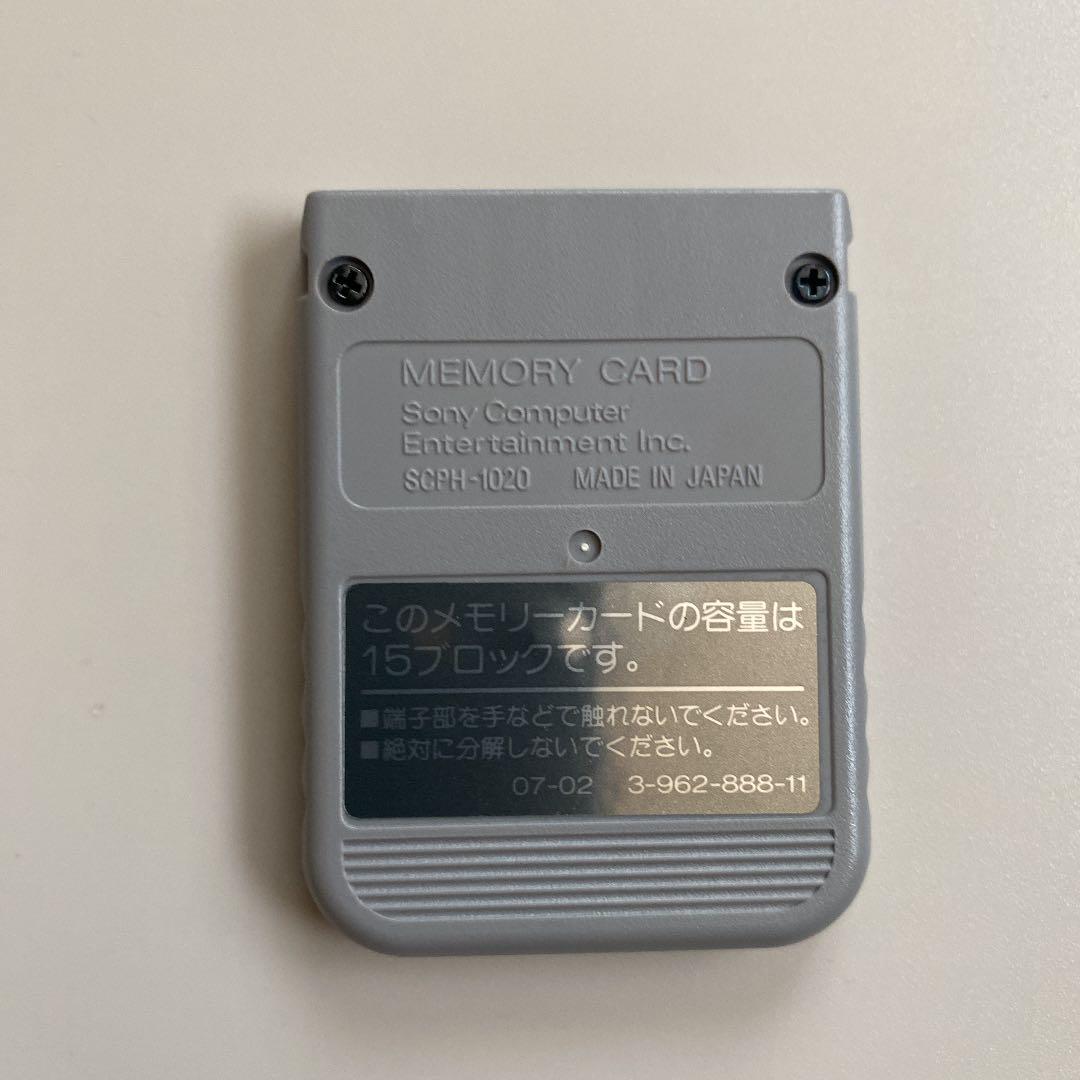 MEMORY CARD
Sony Computer
Entertainment Inc.
SCPH-1020 MADE IN JAPAN
このメモリーカードの容量は
15ブロックです。
■端子部を手などで触れないでください。
■絶対に分解しないでください。
07-02 3-962-888-11